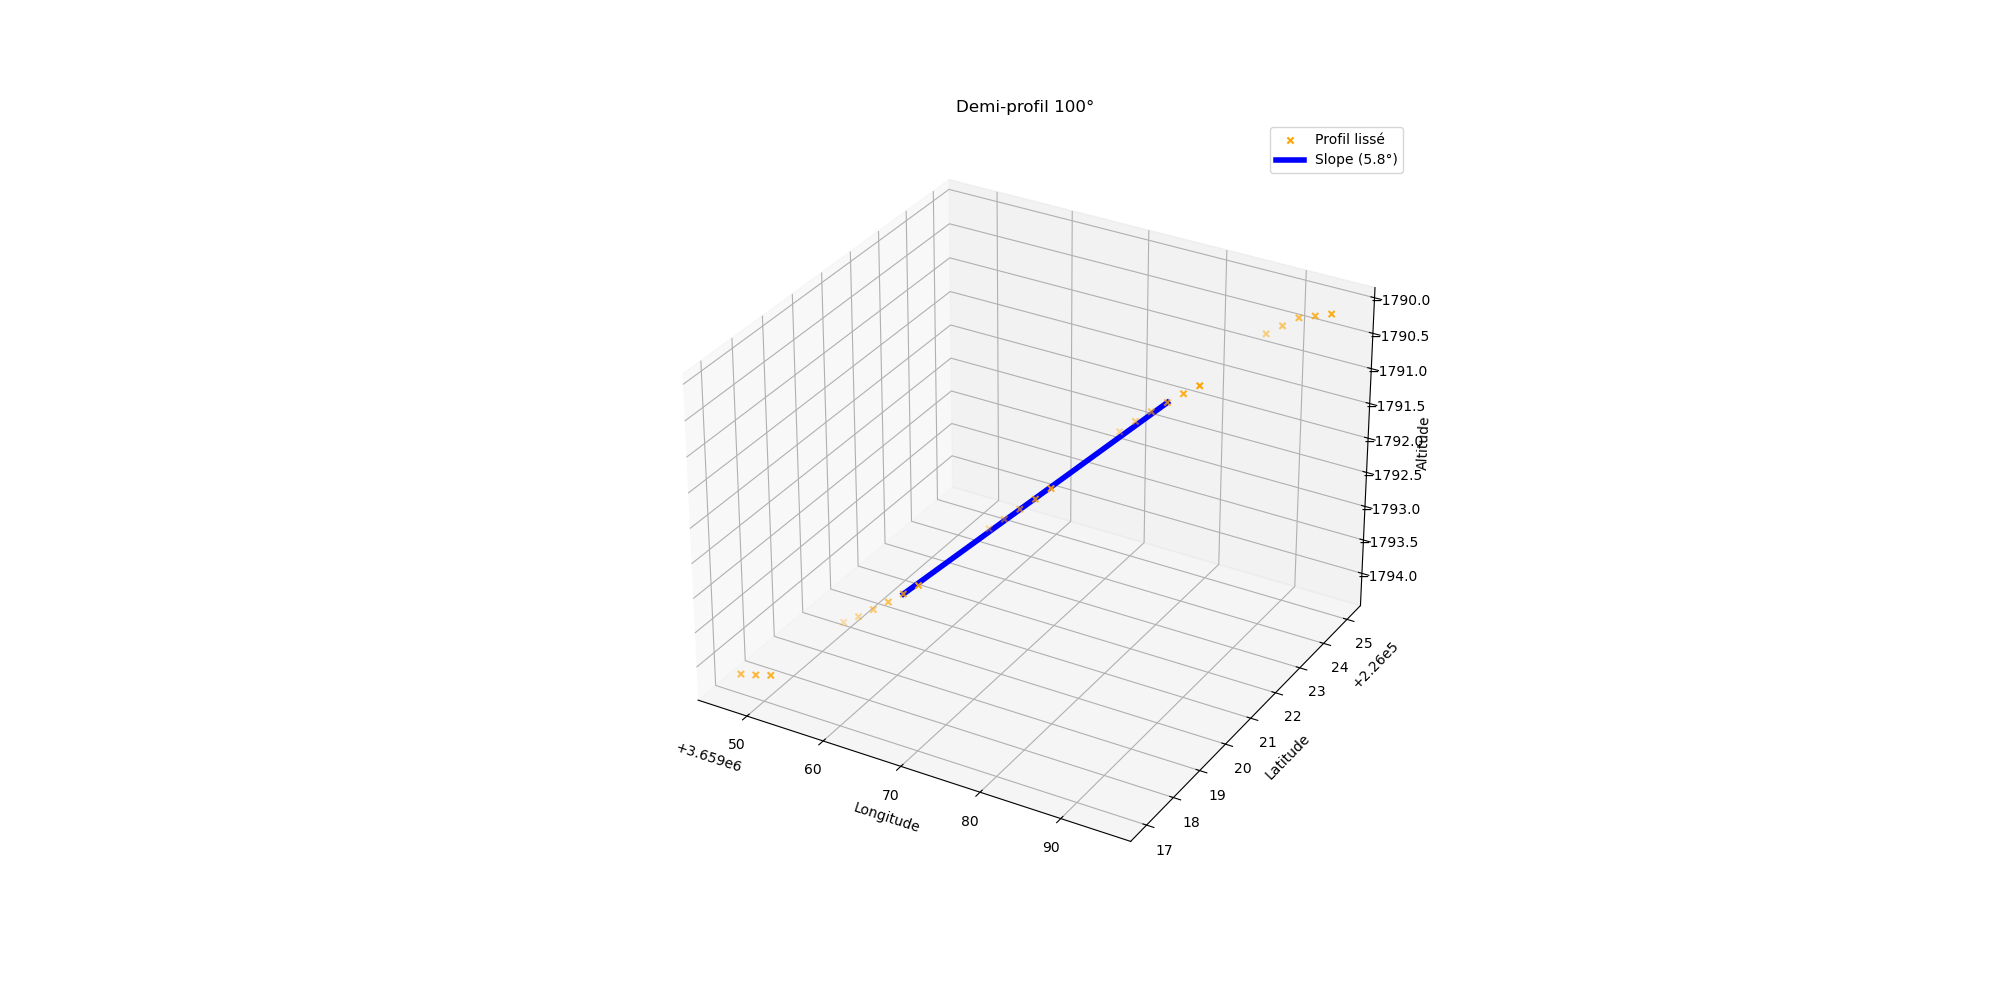 Demi-profil 100°
Profil lissé
Slope (5.8°)
−1790.0
−1790.5
−1791.0
−1791.5
−1792.0
−1792.5
−1793.0
−1793.5
−1794.0
Altitude
25
24
23
22
21
20
19
18
17
+2.26e5
Latitude
50
60
70
80
90
+3.659e6
Longitude